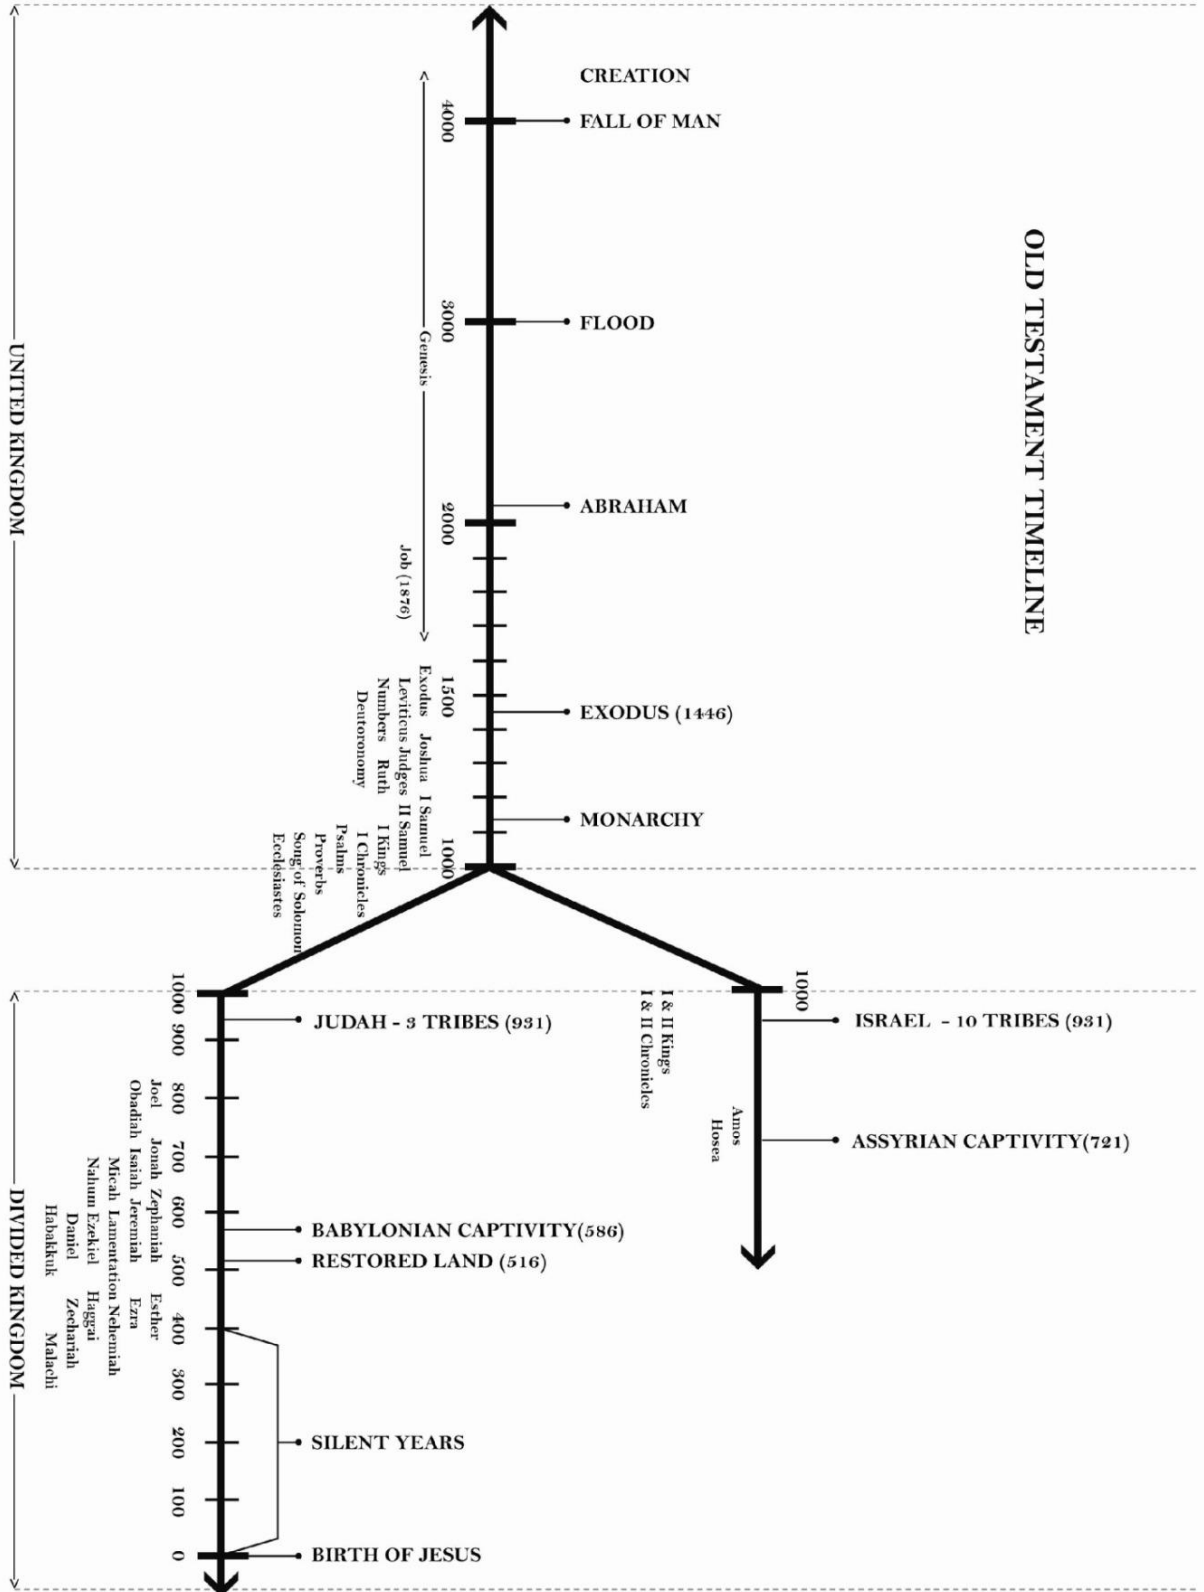 OLD TESTAMENT TIMELINE
CREATION
FALL OF MAN
FLOOD
ABRAHAM
EXODUS (1446)
MONARCHY
4000
3000
2000
1500
1000
Genesis
Job (1876)
Exodus Joshua I Samuel
Leviticus Judges II Samuel
Numbers Ruth I Kings
Deutoronomy I Chronicles
Psalms
Proverbs
Song of Solomon
Ecclesiastes
UNITED KINGDOM
1000
ISRAEL - 10 TRIBES (931)
ASSYRIAN CAPTIVITY(721)
Amos
Hosea
I & II Kings
I & II Chronicles
JUDAH - 3 TRIBES (931)
BABYLONIAN CAPTIVITY(586)
RESTORED LAND (516)
SILENT YEARS
BIRTH OF JESUS
1000
900
800
700
600
500
400
300
200
100
0
Joel Jonah Zephaniah Esther
Obadiah Isaiah Jeremiah Ezra
Micah Lamentation Nehemiah
Nahum Ezekiel Haggai
Daniel Zechariah
Habakkuk Malachi
DIVIDED KINGDOM